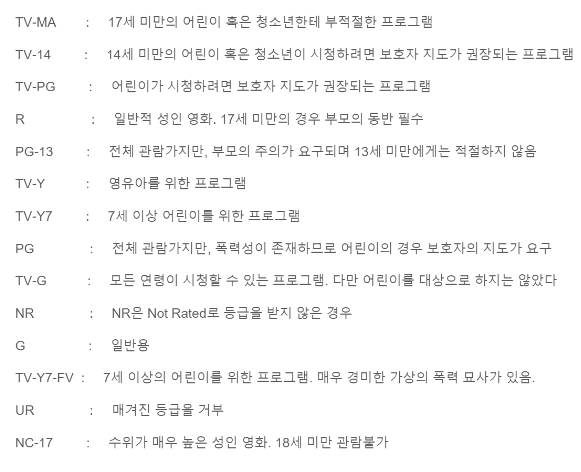 TV-MA : 17세 미만의 어린이 혹은 청소년한테 부적절한 프로그램
TV-14 : 14세 미만의 어린이 혹은 청소년이 시청하려면 보호자 지도가 권장되는 프로그램
TV-PG : 어린이가 시청하려면 보호자 지도가 권장되는 프로그램
R : 일반적 성인 영화. 17세 미만의 경우 부모의 동반 필수
PG-13 : 전체 관람가지만, 부모의 주의가 요구되며 13세 미만에게는 적절하지 않음
TV-Y : 영유아를 위한 프로그램
TV-Y7 : 7세 이상 어린이를 위한 프로그램
PG : 전체 관람가지만, 폭력성이 존재하므로 어린이의 경우 보호자의 지도가 요구
TV-G : 모든 연령이 시청할 수 있는 프로그램. 다만 어린이를 대상으로 하지는 않았다
NR : NR은 Not Rated로 등급을 받지 않은 경우
G : 일반용
TV-Y7-FV : 7세 이상의 어린이를 위한 프로그램. 매우 경미한 가상의 폭력 묘사가 있음.
UR : 매겨진 등급을 거부
NC-17 : 수위가 매우 높은 성인 영화. 18세 미만 관람불가